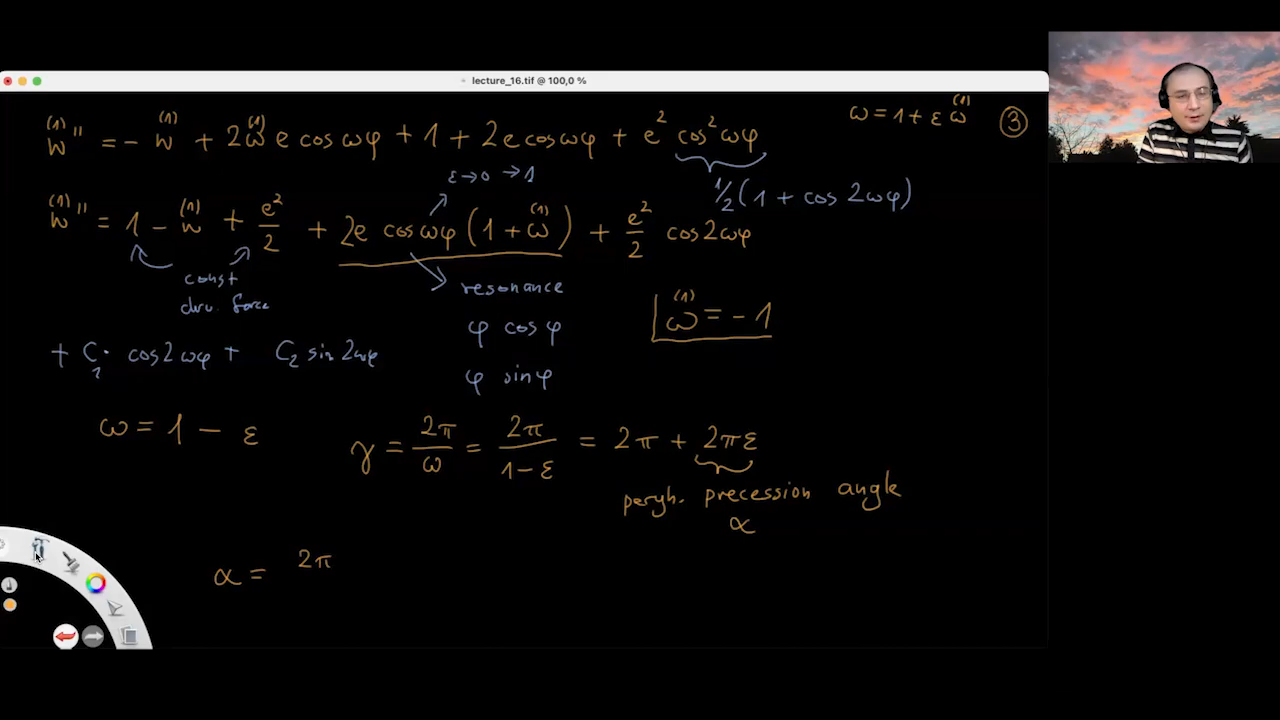 lecture_16.tif @ 100,0 %
w⁽¹⁾'' = - w⁽¹⁾ + 2ω⁽¹⁾ e cos ωφ + 1 + 2e cos ωφ + e² cos² ωφ
ω = 1 + ε ω⁽¹⁾
③
ε→0 → 1
½(1 + cos 2ωφ)
w⁽¹⁾'' = 1 - w⁽¹⁾ + e²/2 + 2e cos ωφ (1 + ω⁽¹⁾) + e²/2 cos 2ωφ
const
driv. force
resonance
φ cos φ
φ sin φ
ω⁽¹⁾ = - 1
+ C₁· cos 2ωφ + C₂ sin 2ωφ
ω = 1 - ε
γ = 2π/ω = 2π/(1-ε) = 2π + 2πε
peryh. precession angle
α
α = 2π